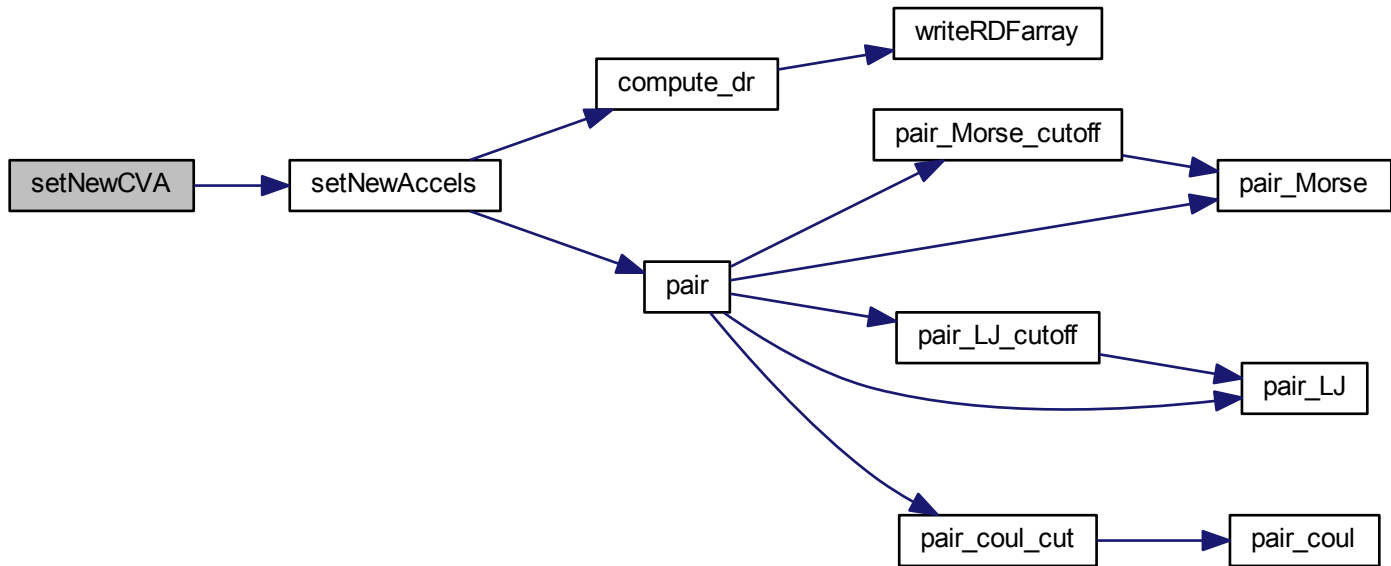 writeRDFarray
compute_dr
pair_Morse_cutoff
setNewCVA
setNewAccels
pair_Morse
pair
pair_LJ_cutoff
pair_LJ
pair_coul_cut
pair_coul